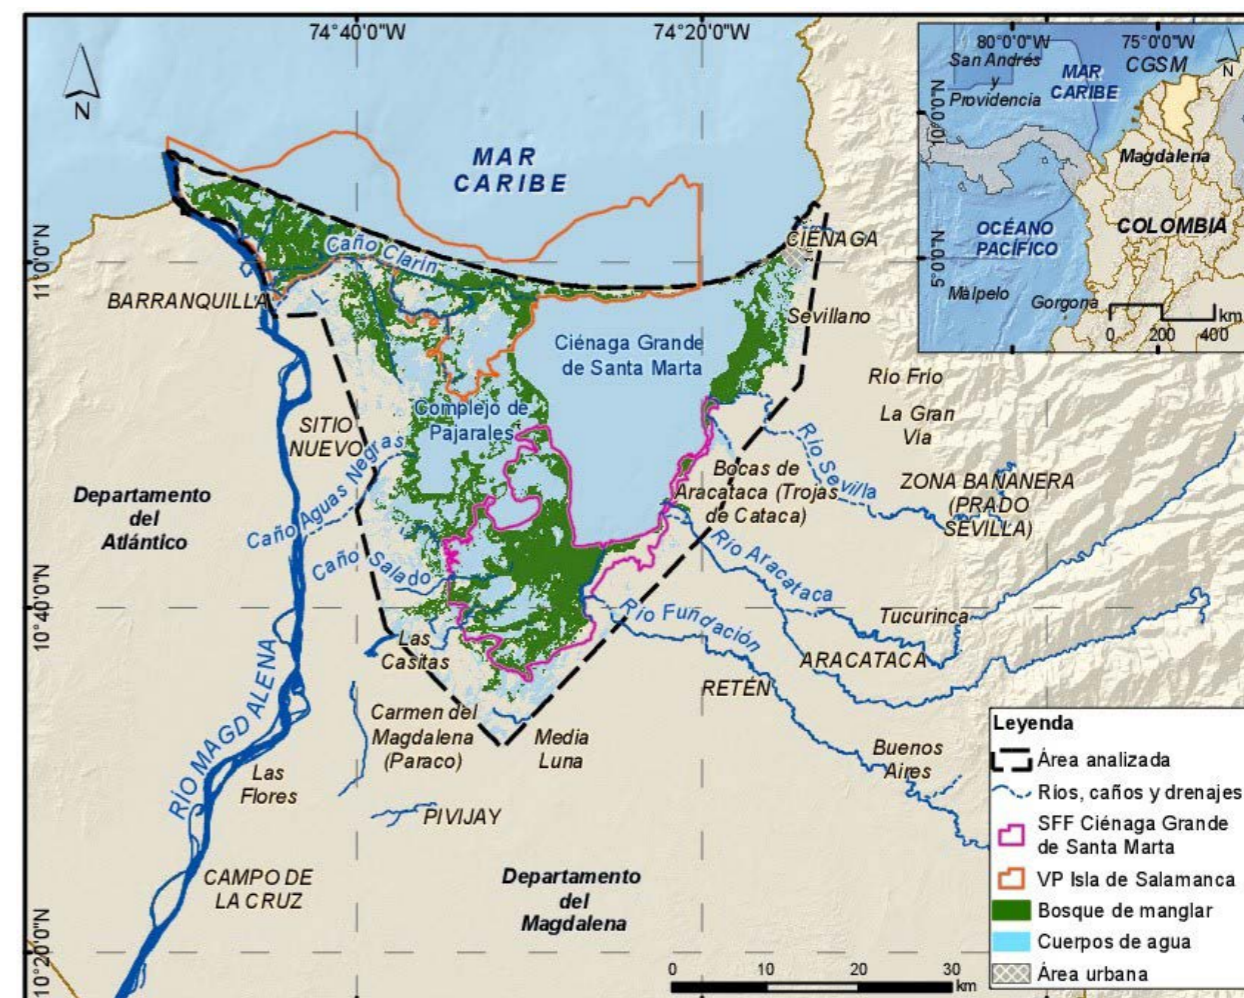 74°40'0"W
74°20'0"W
N
MAR
CARIBE
11°0'0"N
Caño Clarín
CIÉNAGA
BARRANQUILLA
Sevillano
Ciénaga Grande
de Santa Marta
Río Frío
La Gran
Vía
SITIO
NUEVO
Complejo de
Pajarales
Caño Aguas Negras
Río Sevilla
Bocas de
Aracataca (Trojas
de Cataca)
ZONA BANANERA
(PRADO
SEVILLA)
Departamento
del
Atlántico
Caño Salado
Río Aracataca
10°40'0"N
Río Fundación
Tucurinca
Las
Casitas
ARACATACA
RETÉN
RÍO MAGDALENA
Carmen del
Magdalena
(Paraco)
Media
Luna
Buenos
Aires
Las
Flores
PIVIJAY
CAMPO DE
LA CRUZ
Departamento
del
Magdalena
10°20'0"N
0 10 20 30
km
80°0'0"W
75°0'0"W
San Andrés
y
Providencia
MAR
CARIBE
CGSM
N
10°0'0"N
Magdalena
OCÉANO
PACÍFICO
COLOMBIA
5°0'0"N
Malpelo
Gorgona
km
0 200 400
Leyenda
Área analizada
Ríos, caños y drenajes
SFF Ciénaga Grande
de Santa Marta
VP Isla de Salamanca
Bosque de manglar
Cuerpos de agua
Área urbana